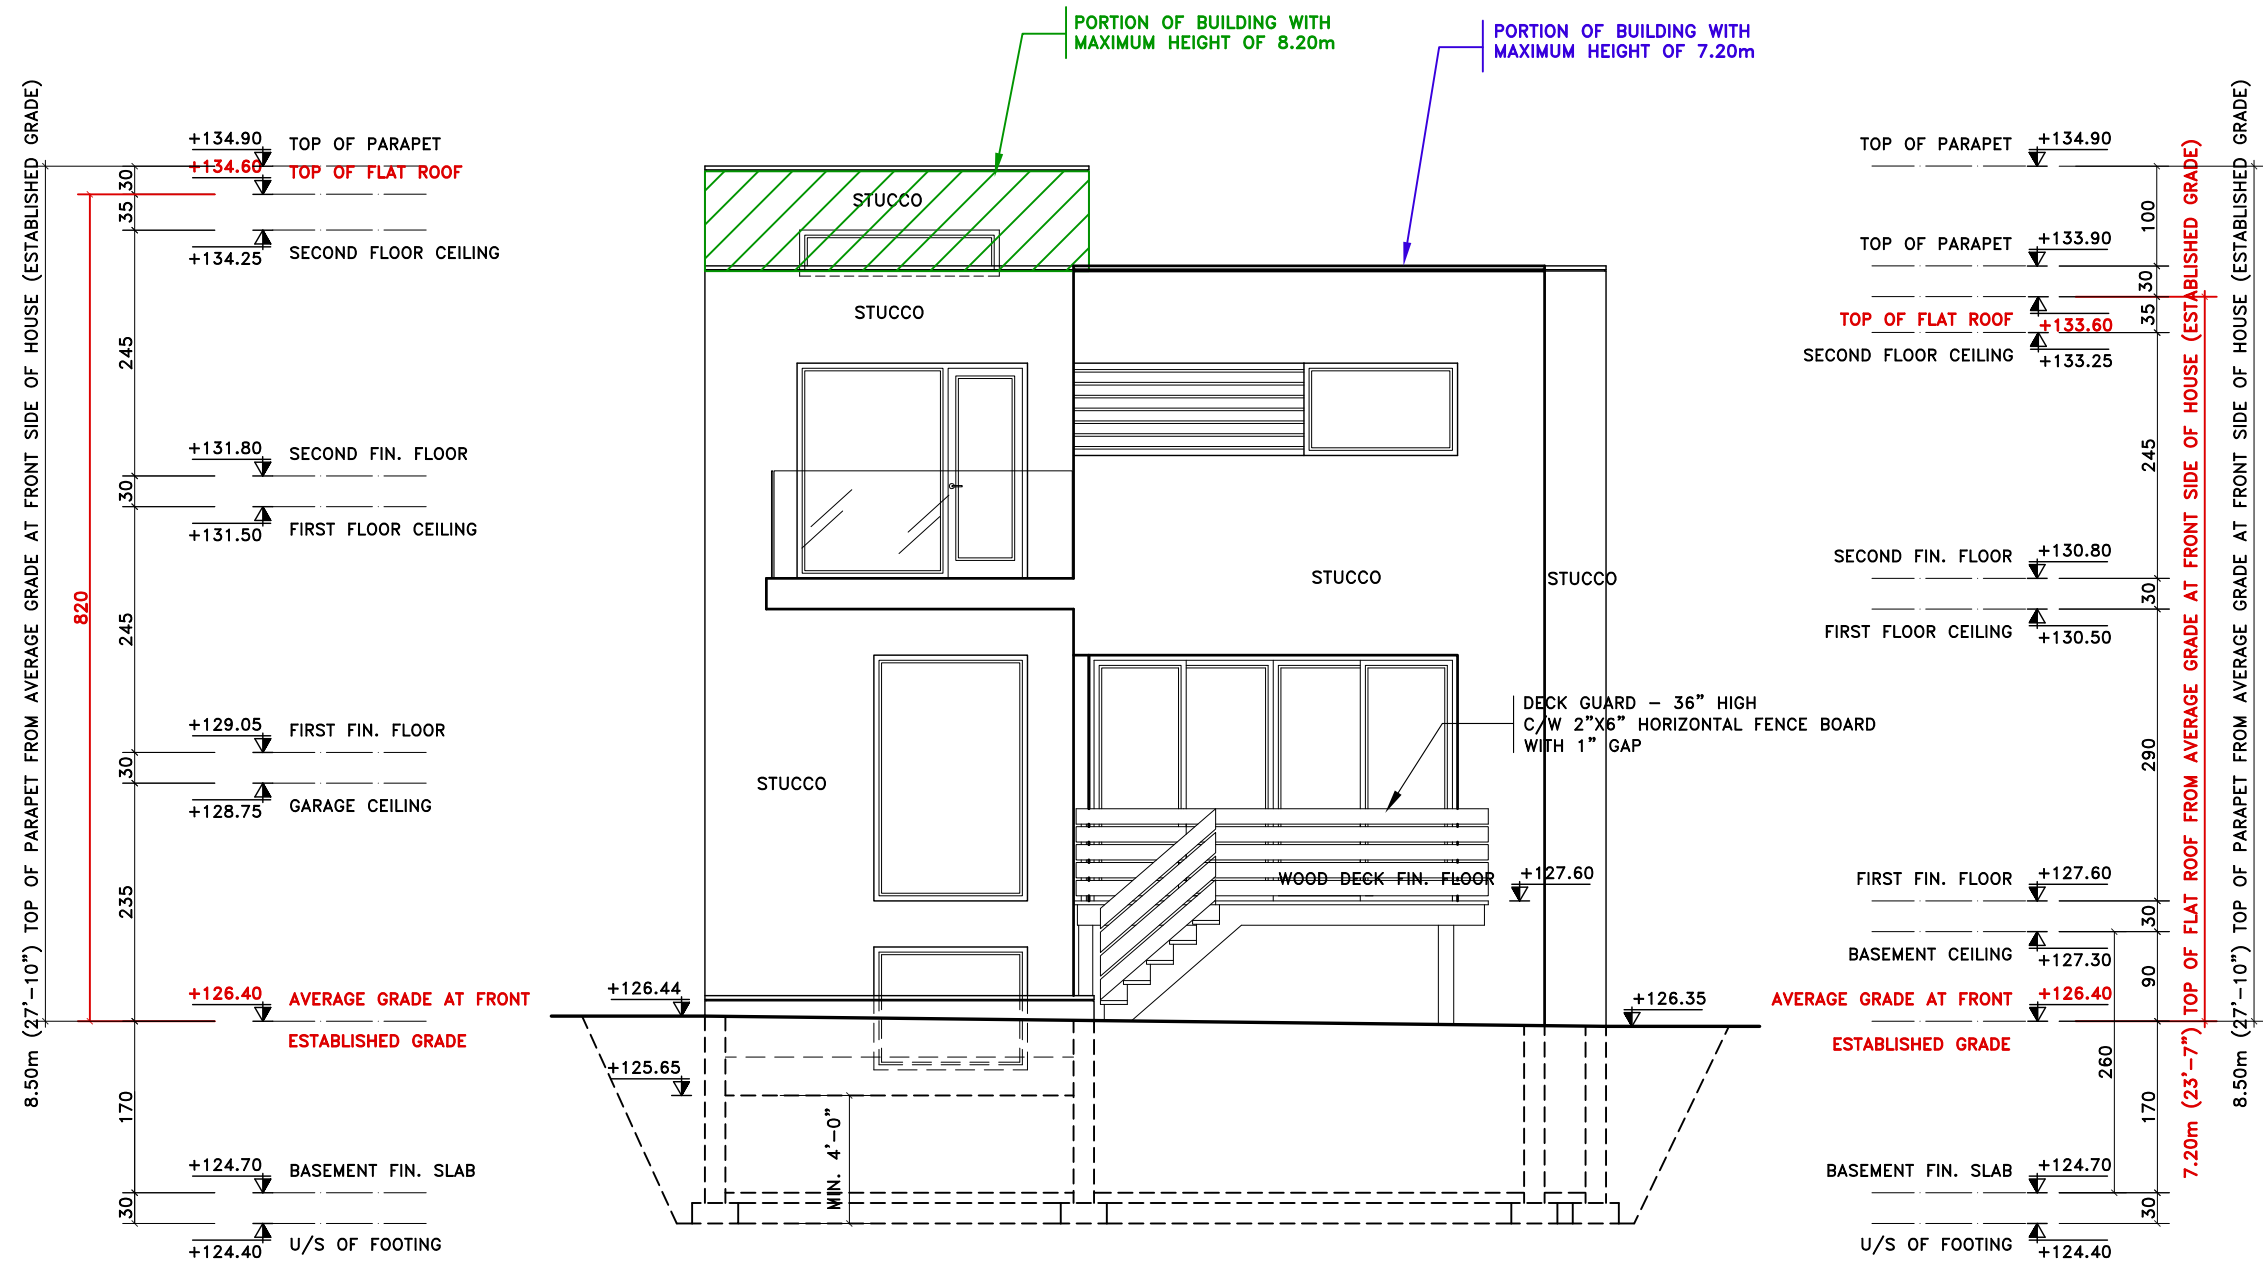 PORTION OF BUILDING WITH
MAXIMUM HEIGHT OF 8.20m
PORTION OF BUILDING WITH
MAXIMUM HEIGHT OF 7.20m
8.50m (27'-10") TOP OF PARAPET FROM AVERAGE GRADE AT FRONT SIDE OF HOUSE (ESTABLISHED GRADE)
820
+134.90 TOP OF PARAPET
30
+134.60 TOP OF FLAT ROOF
35
+134.25 SECOND FLOOR CEILING
245
+131.80 SECOND FIN. FLOOR
30
+131.50 FIRST FLOOR CEILING
245
+129.05 FIRST FIN. FLOOR
30
+128.75 GARAGE CEILING
235
+126.40 AVERAGE GRADE AT FRONT
ESTABLISHED GRADE
170
+124.70 BASEMENT FIN. SLAB
30
+124.40 U/S OF FOOTING
STUCCO
STUCCO
STUCCO
STUCCO
STUCCO
DECK GUARD - 36" HIGH
C/W 2"X6" HORIZONTAL FENCE BOARD
WITH 1" GAP
WOOD DECK FIN. FLOOR +127.60
+126.44
+126.35
+125.65
MIN. 4'-0"
TOP OF PARAPET +134.90
100
TOP OF PARAPET +133.90
30
TOP OF FLAT ROOF +133.60
35
SECOND FLOOR CEILING +133.25
245
SECOND FIN. FLOOR +130.80
30
FIRST FLOOR CEILING +130.50
290
FIRST FIN. FLOOR +127.60
30
BASEMENT CEILING +127.30
90
AVERAGE GRADE AT FRONT +126.40
ESTABLISHED GRADE
260
170
BASEMENT FIN. SLAB +124.70
30
U/S OF FOOTING +124.40
7.20m (23'-7") TOP OF FLAT ROOF FROM AVERAGE GRADE AT FRONT SIDE OF HOUSE (ESTABLISHED GRADE)
8.50m (27'-10") TOP OF PARAPET FROM AVERAGE GRADE AT FRONT SIDE OF HOUSE (ESTABLISHED GRADE)